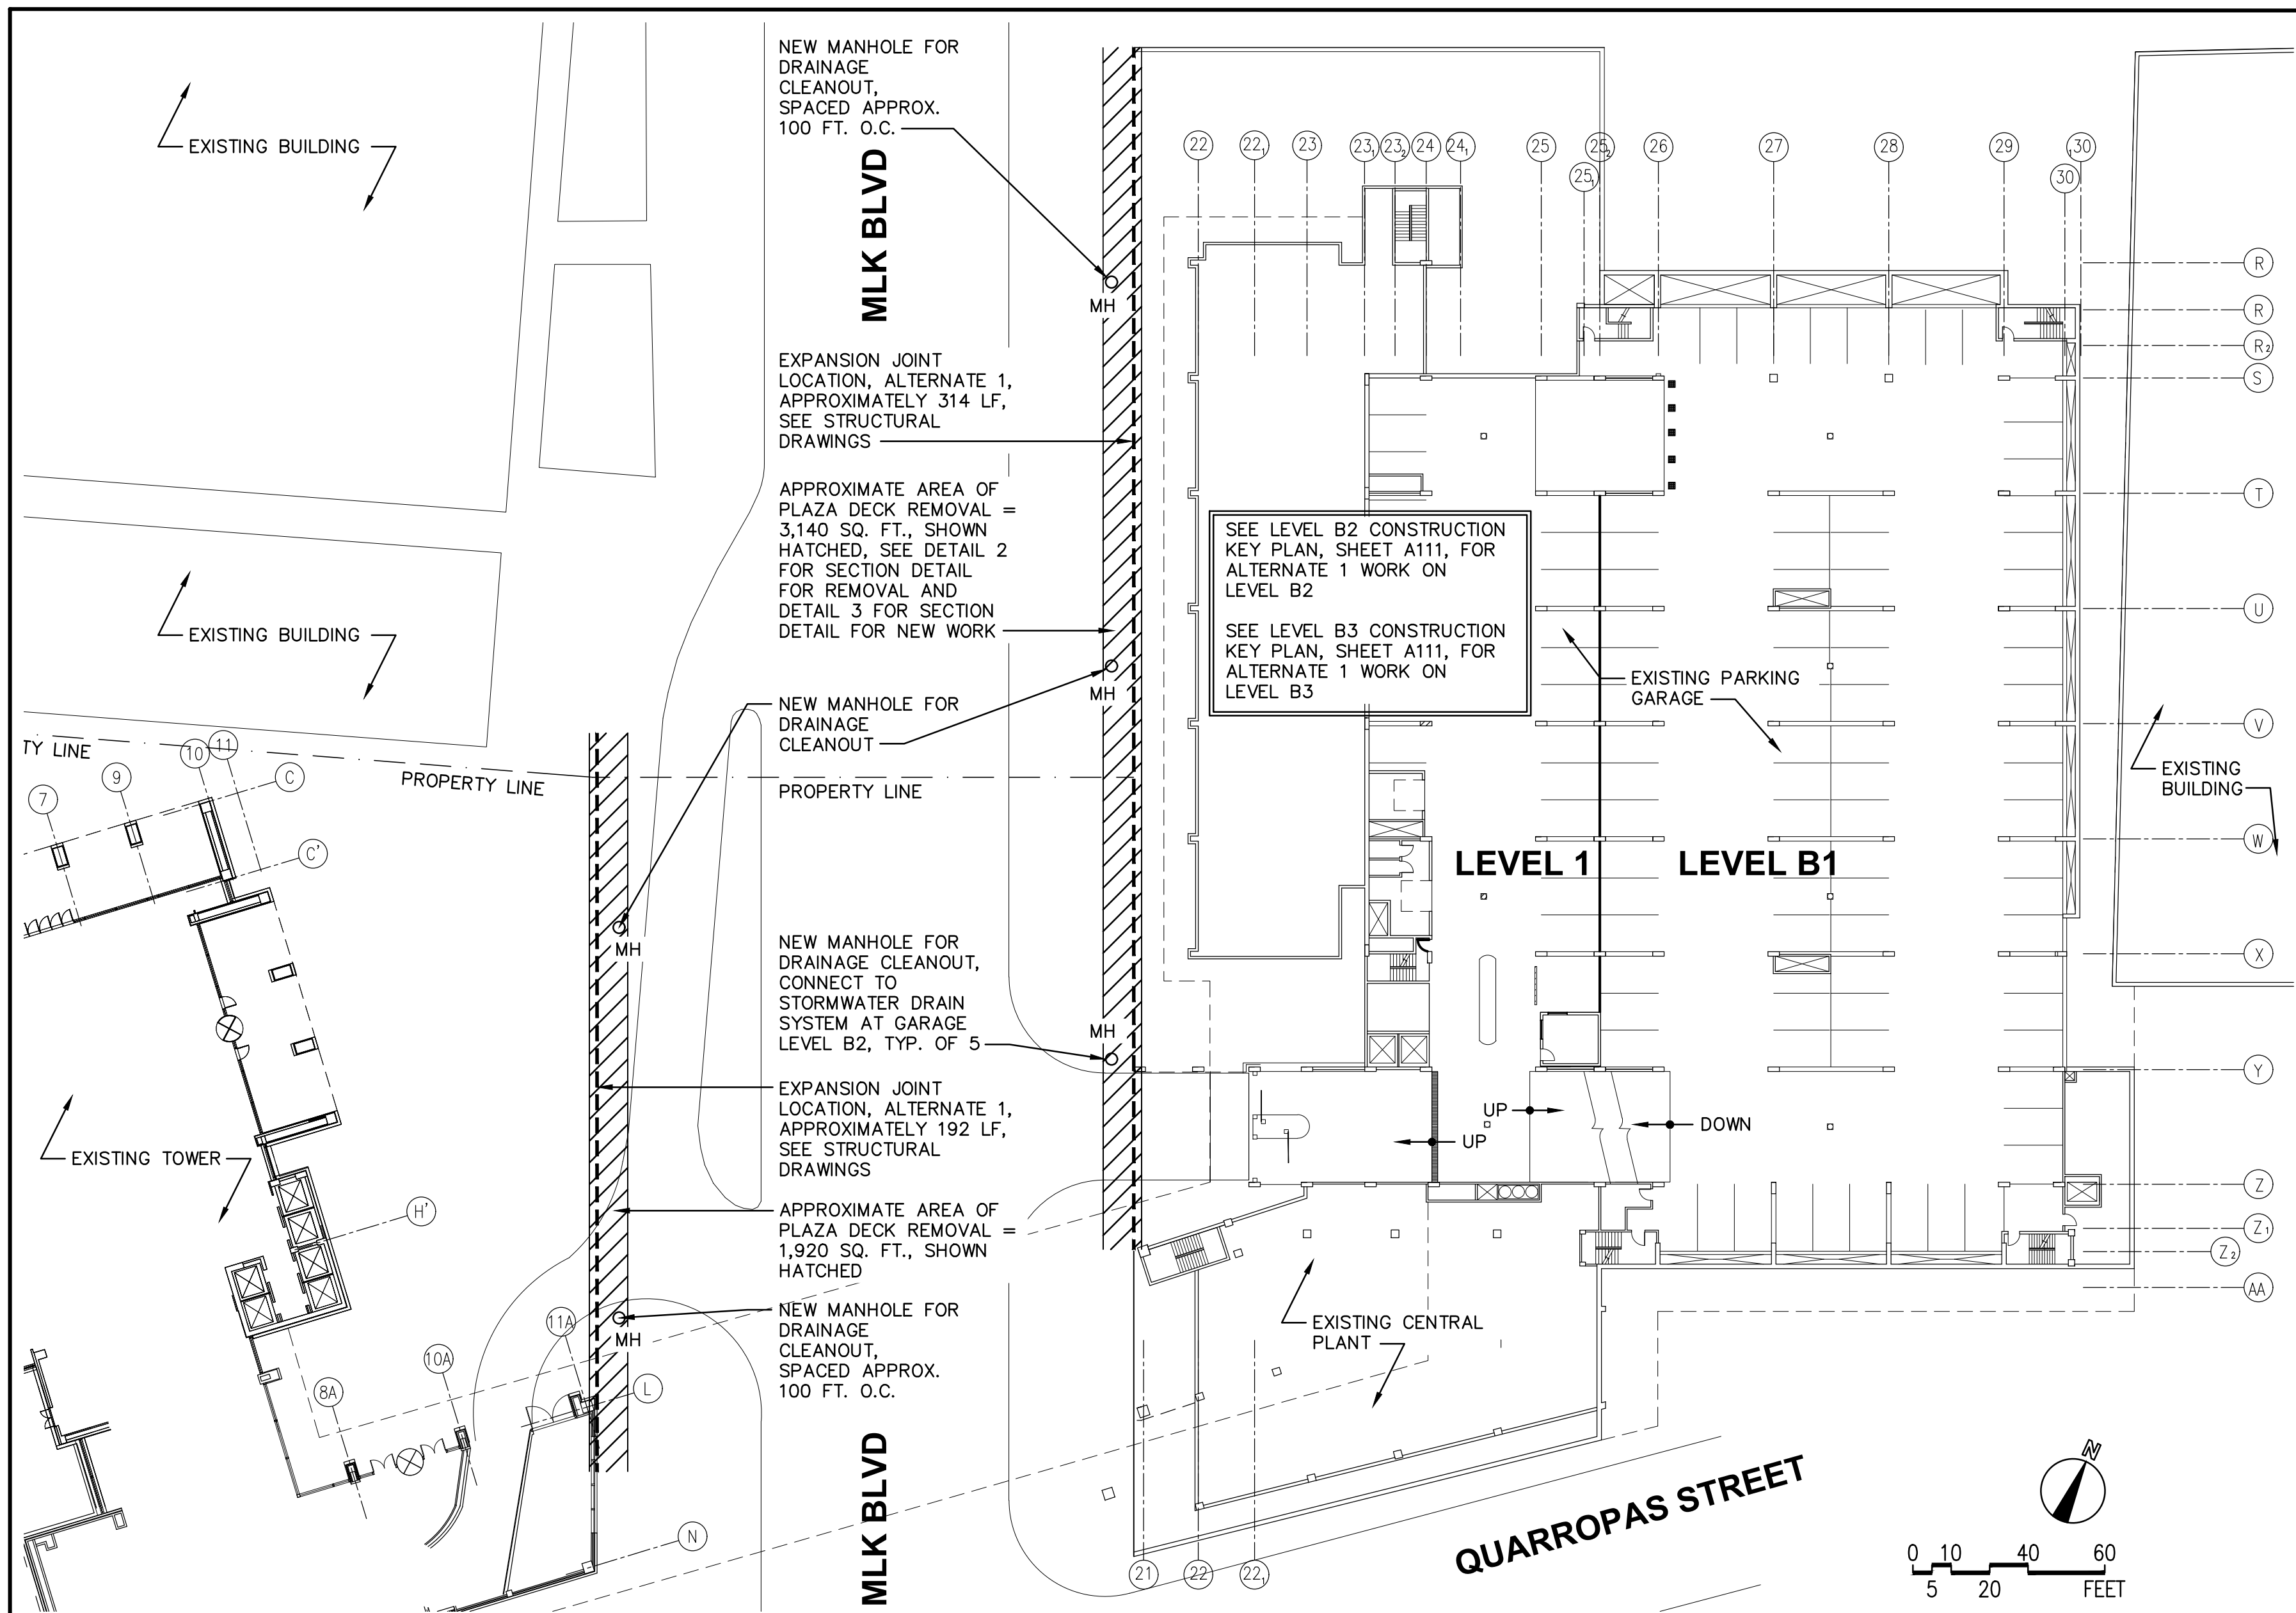 NEW MANHOLE FOR
DRAINAGE
CLEANOUT,
SPACED APPROX.
100 FT. O.C.
MLK BLVD
EXISTING BUILDING
MH
EXPANSION JOINT
LOCATION, ALTERNATE 1,
APPROXIMATELY 314 LF,
SEE STRUCTURAL
DRAWINGS
APPROXIMATE AREA OF
PLAZA DECK REMOVAL =
3,140 SQ. FT., SHOWN
HATCHED, SEE DETAIL 2
FOR SECTION DETAIL
FOR REMOVAL AND
DETAIL 3 FOR SECTION
DETAIL FOR NEW WORK
EXISTING BUILDING
MH
NEW MANHOLE FOR
DRAINAGE
CLEANOUT
TY LINE
PROPERTY LINE
PROPERTY LINE
7
9
10
11
C
C'
MH
NEW MANHOLE FOR
DRAINAGE CLEANOUT,
CONNECT TO
STORMWATER DRAIN
SYSTEM AT GARAGE
LEVEL B2, TYP. OF 5
MH
EXPANSION JOINT
LOCATION, ALTERNATE 1,
APPROXIMATELY 192 LF,
SEE STRUCTURAL
DRAWINGS
EXISTING TOWER
H'
APPROXIMATE AREA OF
PLAZA DECK REMOVAL =
1,920 SQ. FT., SHOWN
HATCHED
NEW MANHOLE FOR
DRAINAGE
CLEANOUT,
SPACED APPROX.
100 FT. O.C.
MH
11A
10A
8A
L
N
MLK BLVD
22
22₁
23
23₁
23₂
24
24₁
25
25₁
25₂
26
27
28
29
30
₁30
R
R
R₂
S
T
U
V
W
X
Y
Z
Z₁
Z₂
AA
SEE LEVEL B2 CONSTRUCTION
KEY PLAN, SHEET A111, FOR
ALTERNATE 1 WORK ON
LEVEL B2
SEE LEVEL B3 CONSTRUCTION
KEY PLAN, SHEET A111, FOR
ALTERNATE 1 WORK ON
LEVEL B3
EXISTING PARKING
GARAGE
EXISTING
BUILDING
LEVEL 1
LEVEL B1
UP
UP
DOWN
EXISTING CENTRAL
PLANT
21
22
22₁
QUARROPAS STREET
N
0 10 40 60
5 20 FEET